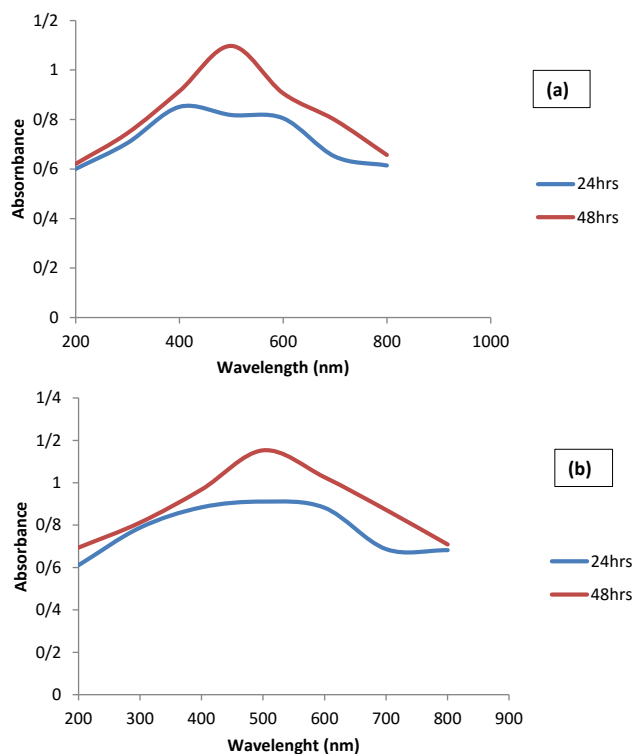 1/2
1
0/8
0/6
0/4
0/2
0
Absornbance
200 400 600 800 1000
Wavelength (nm)
(a)
24hrs
48hrs
1/4
1/2
1
0/8
0/6
0/4
0/2
0
Absorbance
200 300 400 500 600 700 800 900
Wavelenght (nm)
(b)
24hrs
48hrs